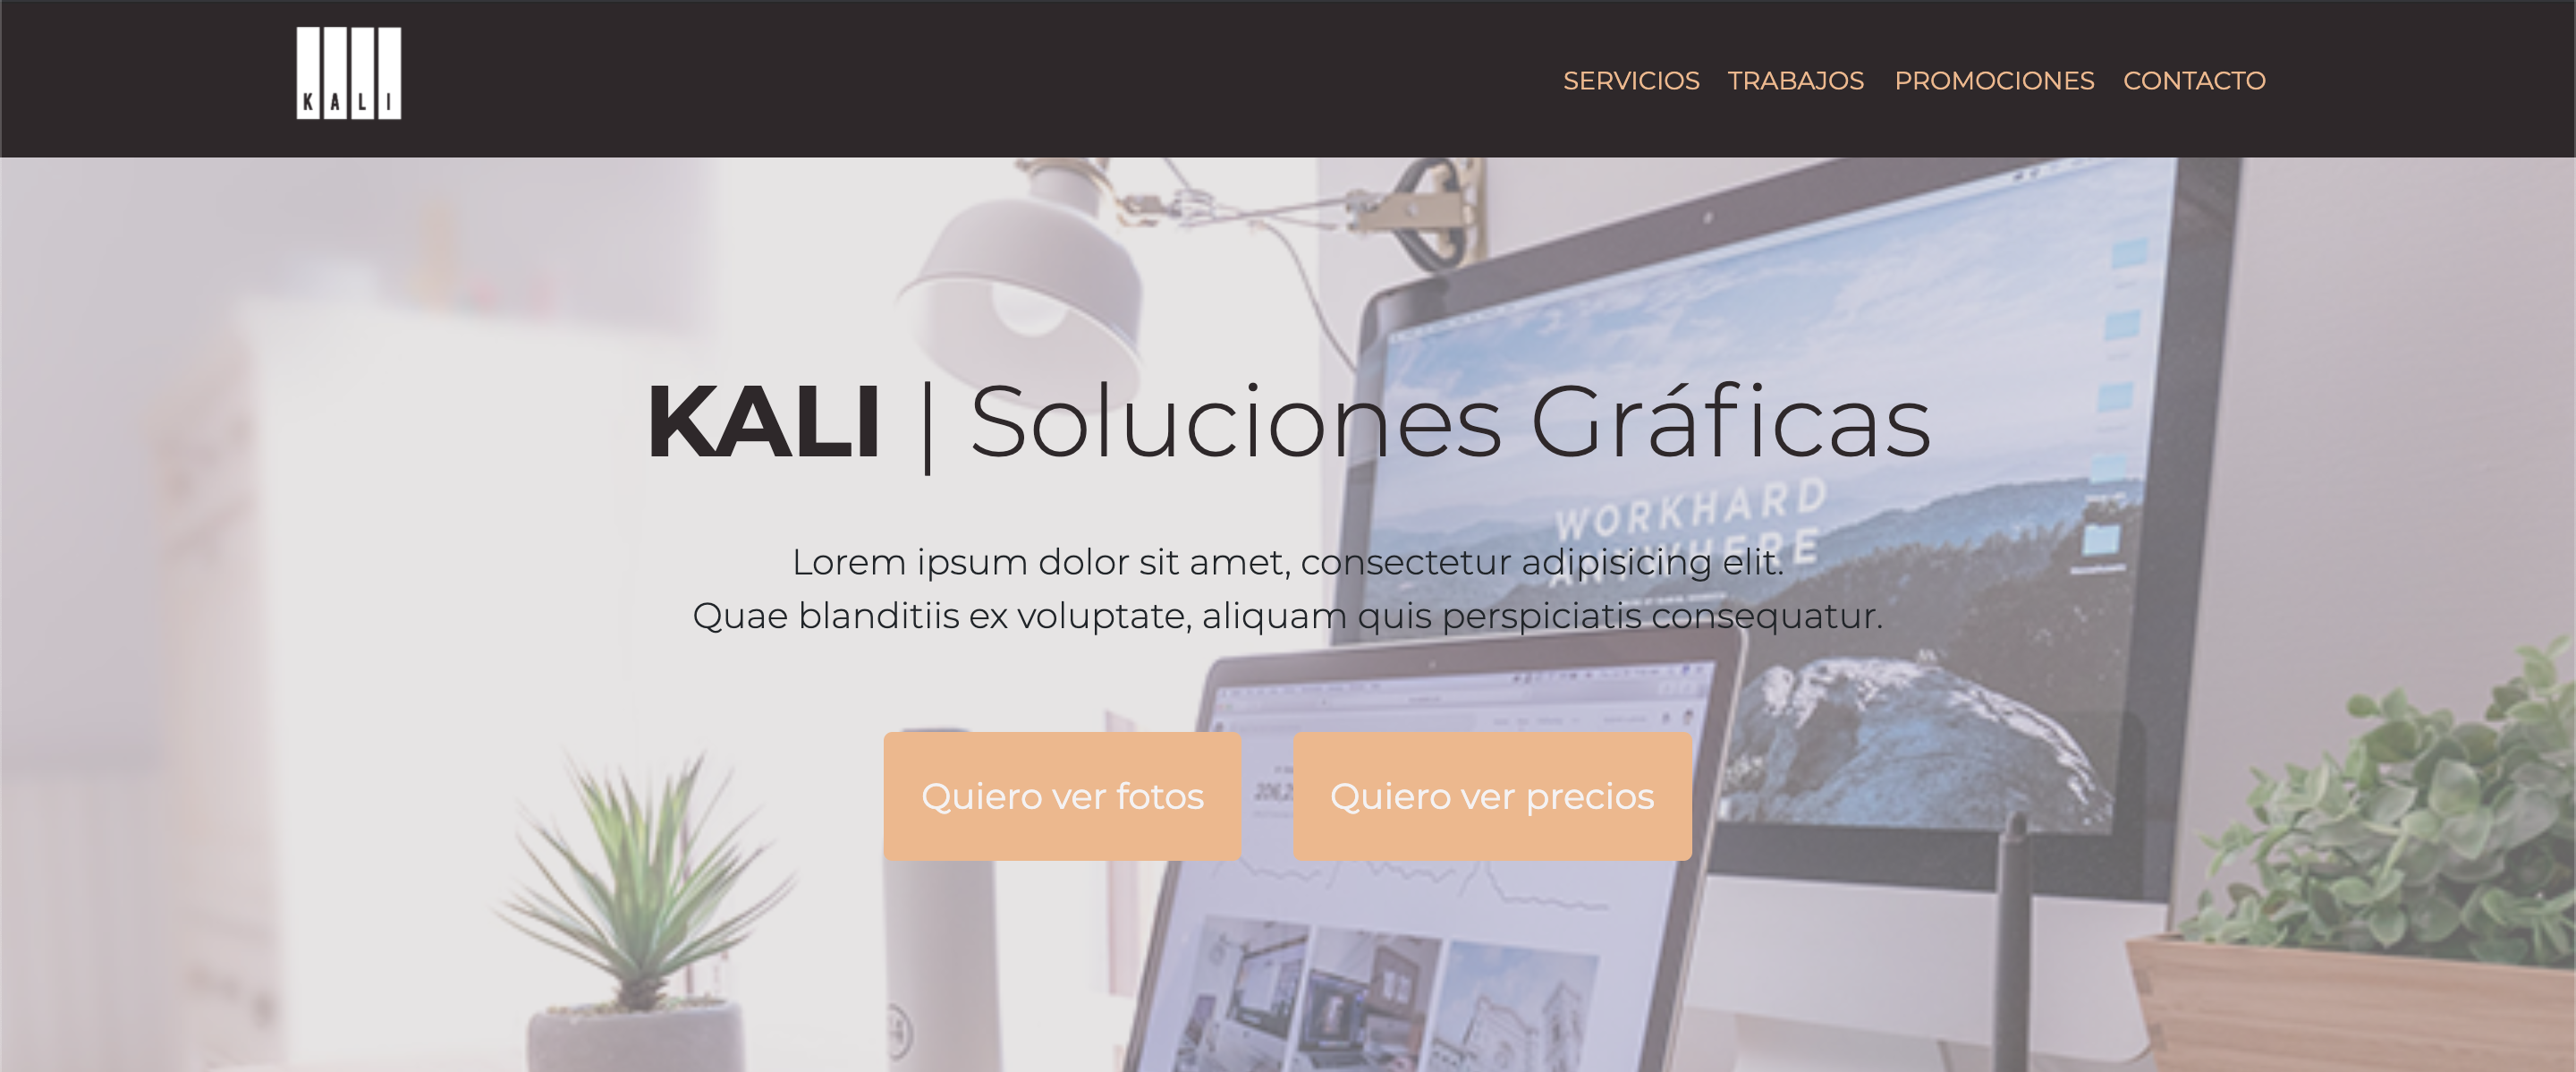 KALI
SERVICIOS TRABAJOS PROMOCIONES CONTACTO
KALI | Soluciones Gráficas
WORKHARD
ANYWHERE
Lorem ipsum dolor sit amet, consectetur adipisicing elit.
Quae blanditiis ex voluptate, aliquam quis perspiciatis consequatur.
Quiero ver fotos
Quiero ver precios